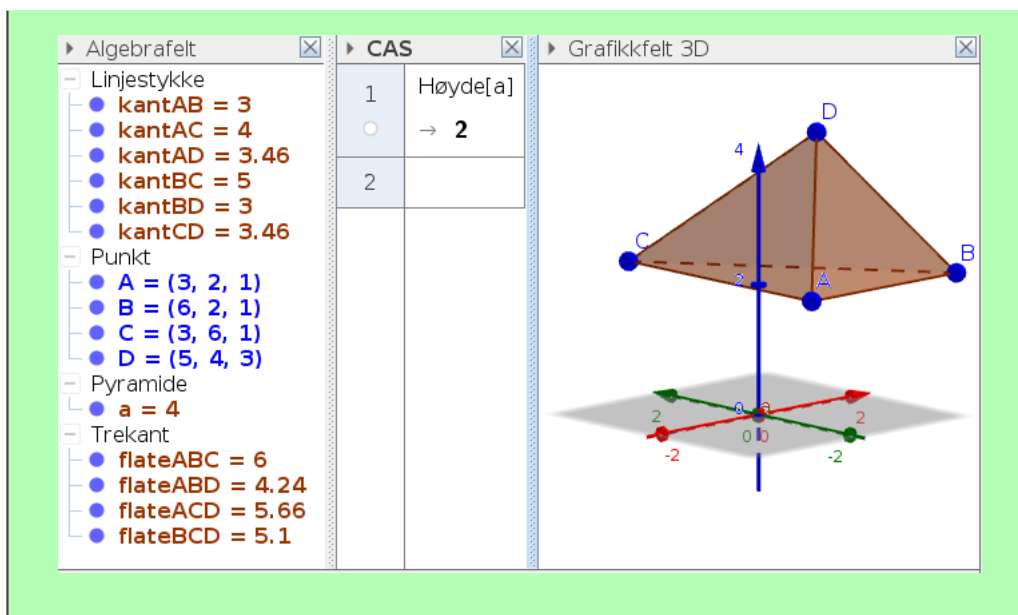 Algebrafelt
Linjestykke
kantAB = 3
kantAC = 4
kantAD = 3.46
kantBC = 5
kantBD = 3
kantCD = 3.46
Punkt
A = (3, 2, 1)
B = (6, 2, 1)
C = (3, 6, 1)
D = (5, 4, 3)
Pyramide
a = 4
Trekant
flateABC = 6
flateABD = 4.24
flateACD = 5.66
flateBCD = 5.1
CAS
1
Høyde[a]
→ 2
2
Grafikkfelt 3D
D
4
C
B
2
A
0 a
2
2
0 0
-2
-2